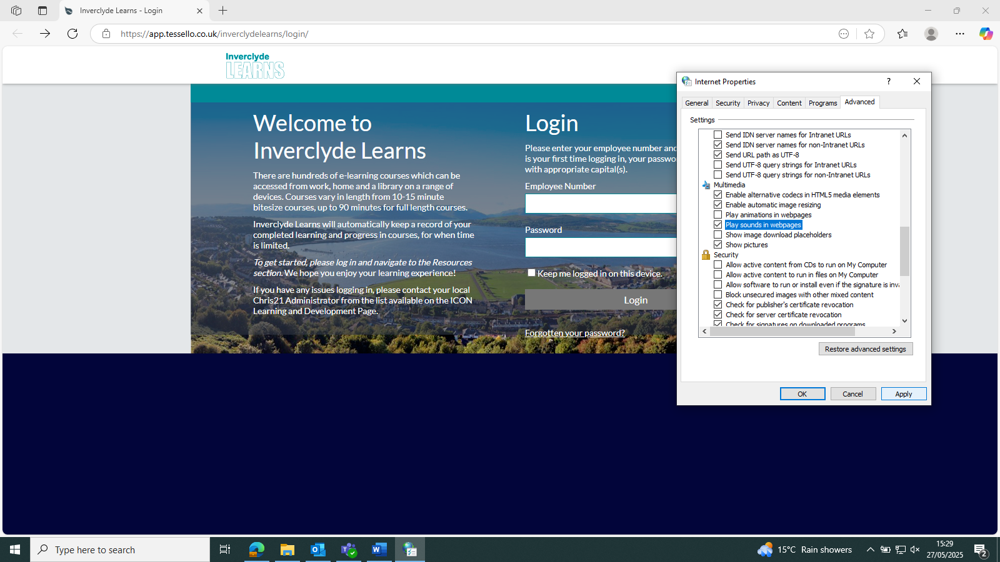 Inverclyde Learns - Login
https://app.tessello.co.uk/inverclydelearns/login/
Inverclyde
LEARNS
Welcome to
Inverclyde Learns
There are hundreds of e-learning courses which can be
accessed from work, home and a library on a range of
devices. Courses vary in length from 10-15 minute
bitesize courses, up to 90 minutes for full length courses.
Inverclyde Learns will automatically keep a record of your
completed learning and progress in courses, for when time
is limited.
To get started, please log in and navigate to the Resources
section. We hope you enjoy your learning experience!
If you have any issues logging in, please contact your local
Chris21 Administrator from the list available on the ICON
Learning and Development Page.
Login
Please enter your employee number and
is your first time logging in, your passwo
with appropriate capital(s).
Employee Number
Password
Keep me logged in on this device.
Login
Forgotten your password?
Internet Properties
?
General Security Privacy Content Programs Advanced
Settings
Send IDN server names for Intranet URLs
Send IDN server names for non-Intranet URLs
Send URL path as UTF-8
Send UTF-8 query strings for Intranet URLs
Send UTF-8 query strings for non-Intranet URLs
Multimedia
Enable alternative codecs in HTML5 media elements
Enable automatic image resizing
Play animations in webpages
Play sounds in webpages
Show image download placeholders
Show pictures
Security
Allow active content from CDs to run on My Computer
Allow active content to run in files on My Computer
Allow software to run or install even if the signature is inva
Block unsecured images with other mixed content
Check for publisher's certificate revocation
Check for server certificate revocation
Check for signatures on downloaded programs
Restore advanced settings
OK Cancel Apply
Type here to search
15°C Rain showers
15:29
27/05/2025
2